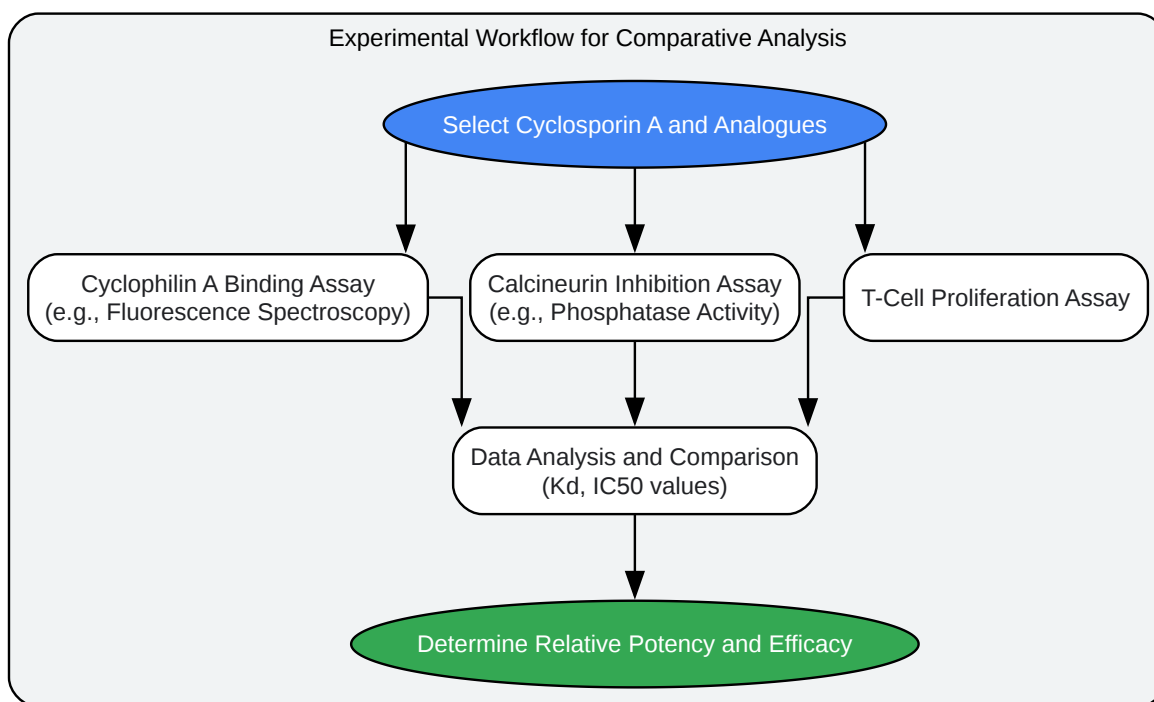 Experimental Workflow for Comparative Analysis
Select Cyclosporin A and Analogues
Cyclophilin A Binding Assay
(e.g., Fluorescence Spectroscopy)
Calcineurin Inhibition Assay
(e.g., Phosphatase Activity)
T-Cell Proliferation Assay
Data Analysis and Comparison
(Kd, IC50 values)
Determine Relative Potency and Efficacy